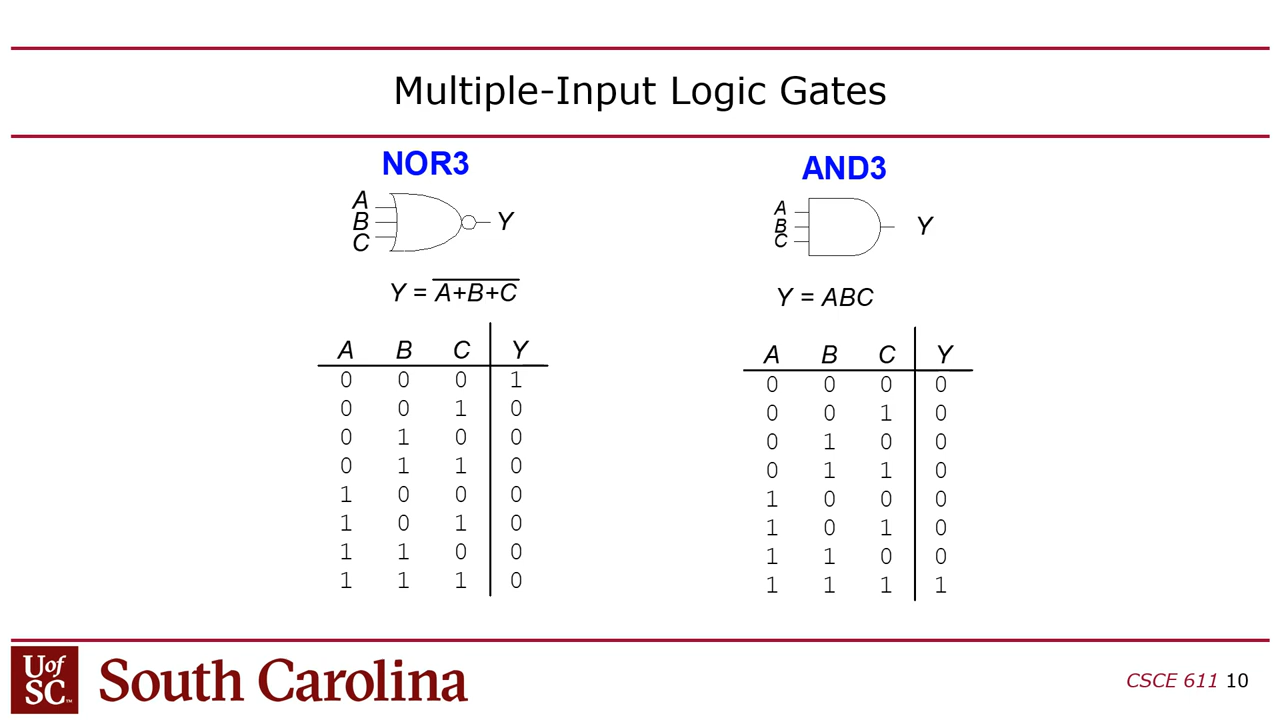 Multiple-Input Logic Gates
NOR3
A
B
C
Y
Y = A+B+C
A B C Y
0 0 0 1
0 0 1 0
0 1 0 0
0 1 1 0
1 0 0 0
1 0 1 0
1 1 0 0
1 1 1 0
AND3
A
B
C
Y
Y = ABC
A B C Y
0 0 0 0
0 0 1 0
0 1 0 0
0 1 1 0
1 0 0 0
1 0 1 0
1 1 0 0
1 1 1 1
U of
SC™
South Carolina
CSCE 611 10